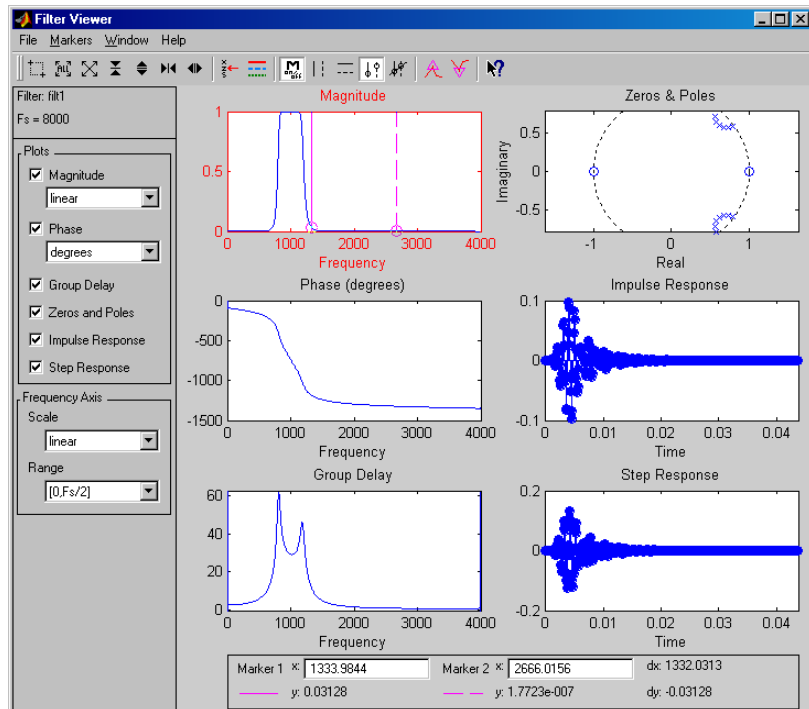 Filter Viewer
File Markers Window Help
ALL
M
on/off
?
Filter: filt1
Fs = 8000
Plots
Magnitude
linear
Phase
degrees
Group Delay
Zeros and Poles
Impulse Response
Step Response
Frequency Axis
Scale
linear
Range
[0,Fs/2]
Magnitude
1
0.5
0
0 1000 2000 3000 4000
Frequency
Zeros & Poles
Imaginary
0.5
0
-0.5
-1 0 1
Real
Phase (degrees)
0
-500
-1000
-1500
0 1000 2000 3000 4000
Frequency
Impulse Response
0.1
0
-0.1
0 0.01 0.02 0.03 0.04
Time
Group Delay
60
40
20
0
0 1000 2000 3000 4000
Frequency
Step Response
0.2
0
-0.2
0 0.01 0.02 0.03 0.04
Time
Marker 1 x: 1333.9844 Marker 2 x: 2666.0156 dx: 1332.0313
y: 0.03128 y: 1.7723e-007 dy: -0.03128